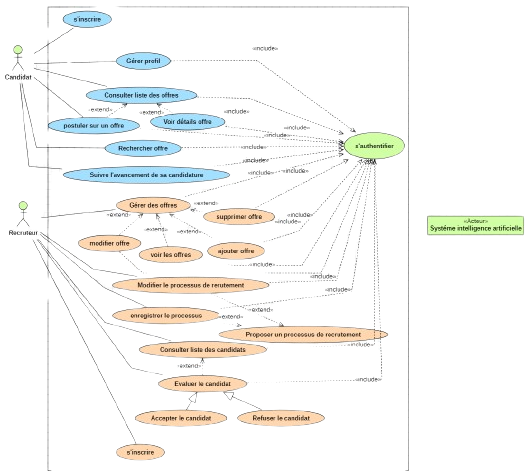 s'inscrire
«include»
Gérer profil
Candidat
Consulter liste des offres
«extend»
«extend»
«include»
postuler sur un offre
Voir détails offre
«include»
«include»
s'authentifier
Rechercher offre
«include»
«include»
Suivre l'avancement de sa candidature
«include»
«include»
Gérer des offres
«extend»
Recruteur
«extend»
supprimer offre
«include»
«Acteur»
Systéme intelligence artificielle
«extend»
«include»
modifier offre
voir les offres
ajouter offre
«include»
«include»
Modifier le processus de rerutement
«include»
enregistrer le processus
«extend»
Proposer un processus de recrutement
Consulter liste des candidats
«include»
«extend»
Evaluer le candidat
«include»
Accepter le candidat
Refuser le candidat
s'inscrire